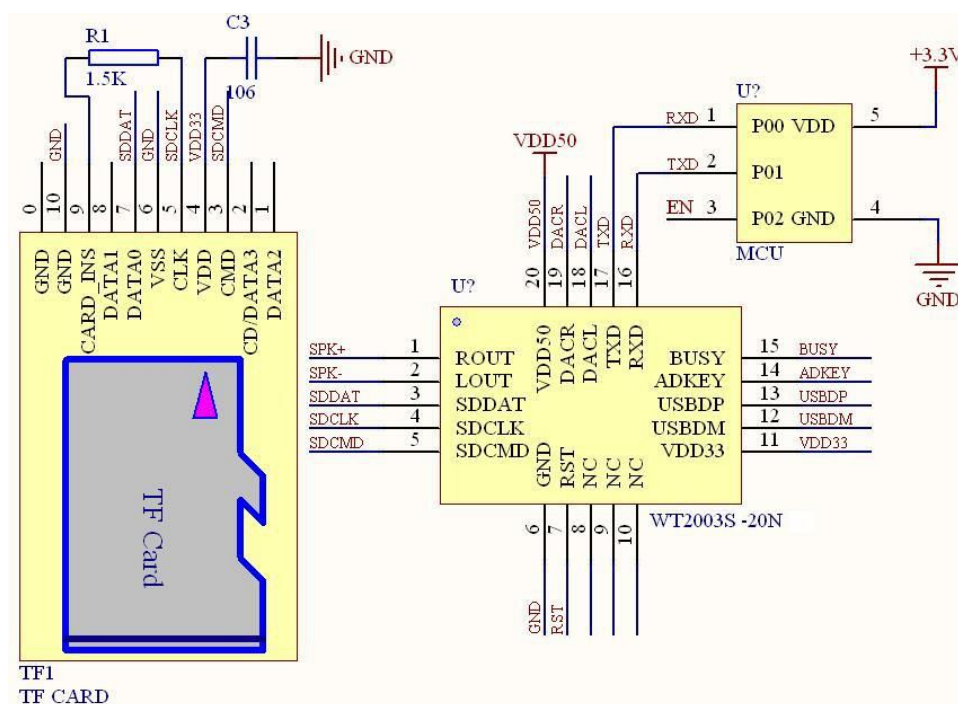 R1
1.5K
C3
106
GND
GND
SDDAT
GND
SDCLK
VDD33
SDCMD
0
10
9
8
7
6
5
4
3
2
1
GND
GND
CARD_INS
DATA1
DATA0
VSS
CLK
VDD
CMD
CD/DATA3
DATA2
TF Card
TF1
TF CARD
+3.3V
U?
RXD 1 P00 VDD 5
TXD 2 P01
EN 3 P02 GND 4
MCU
GND
VDD50
VDD50
DACR
DACL
TXD
RXD
20
19
18
17
16
U?
VDD50
DACR
DACL
TXD
RXD
SPK+ 1 ROUT
SPK- 2 LOUT
SDDAT 3 SDDAT
SDCLK 4 SDCLK
SDCMD 5 SDCMD
BUSY 15 BUSY
ADKEY 14 ADKEY
USBDP 13 USBDP
USBDM 12 USBDM
VDD33 11 VDD33
GND
RST
NC
NC
NC
6
7
8
9
10
GND
RST
WT2003S -20N